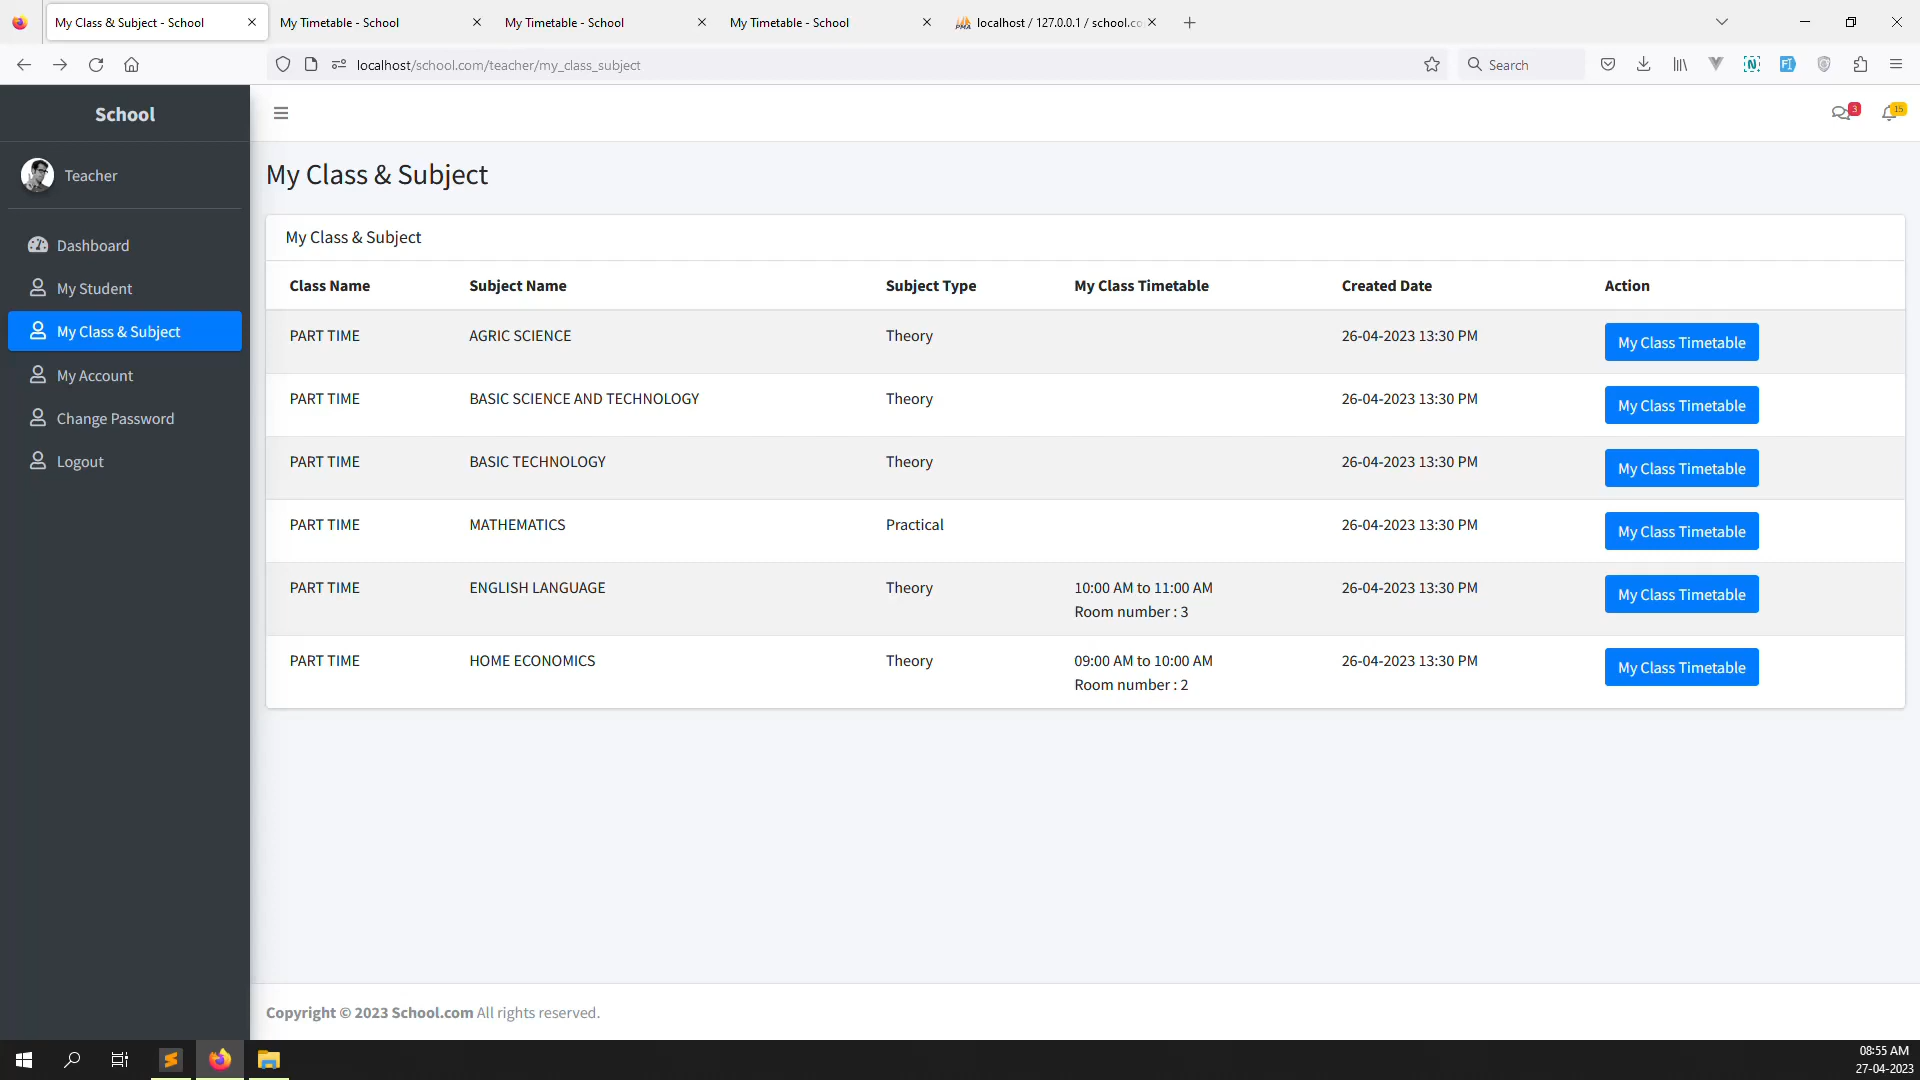 My Class & Subject - School
My Timetable - School
My Timetable - School
My Timetable - School
localhost / 127.0.0.1 / school.co
localhost/school.com/teacher/my_class_subject
Search
School
3
15
Teacher
Dashboard
My Student
My Class & Subject
My Account
Change Password
Logout
My Class & Subject
My Class & Subject
Class Name Subject Name Subject Type My Class Timetable Created Date Action
PART TIME AGRIC SCIENCE Theory 26-04-2023 13:30 PM My Class Timetable
PART TIME BASIC SCIENCE AND TECHNOLOGY Theory 26-04-2023 13:30 PM My Class Timetable
PART TIME BASIC TECHNOLOGY Theory 26-04-2023 13:30 PM My Class Timetable
PART TIME MATHEMATICS Practical 26-04-2023 13:30 PM My Class Timetable
PART TIME ENGLISH LANGUAGE Theory 10:00 AM to 11:00 AM 26-04-2023 13:30 PM My Class Timetable
Room number : 3
PART TIME HOME ECONOMICS Theory 09:00 AM to 10:00 AM 26-04-2023 13:30 PM My Class Timetable
Room number : 2
Copyright © 2023 School.com All rights reserved.
08:55 AM
27-04-2023